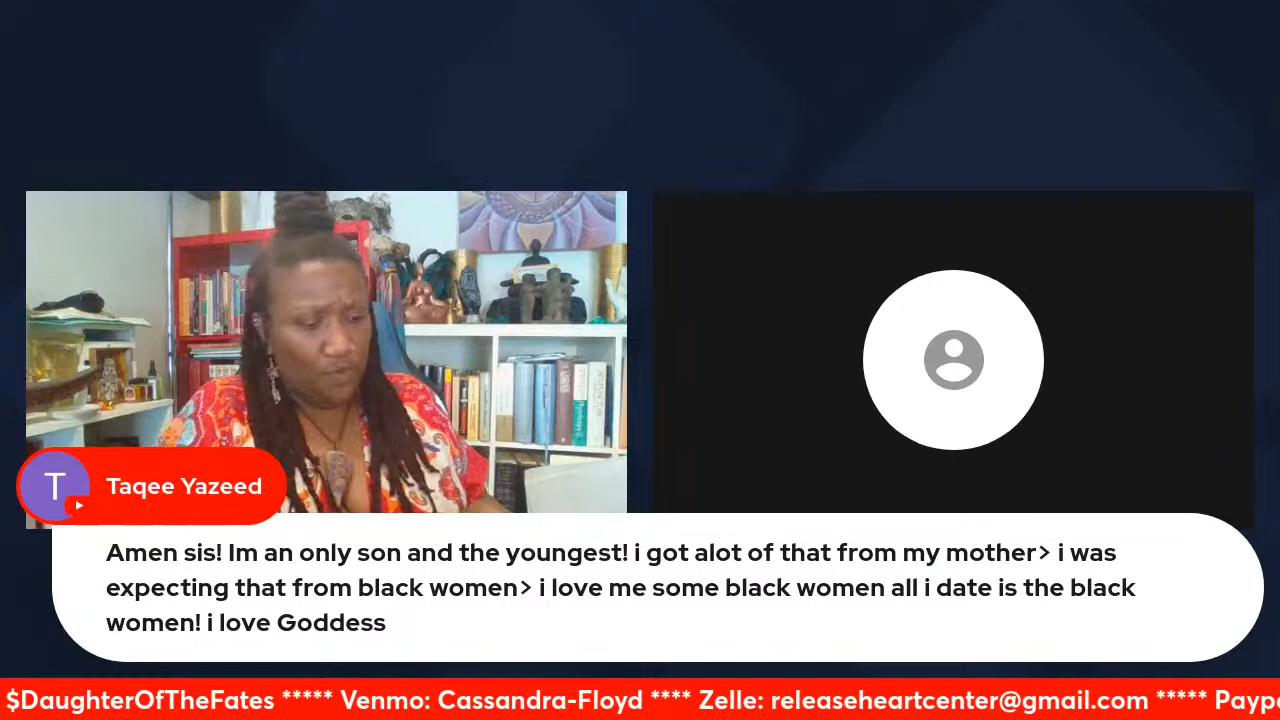 T
Taqee Yazeed
Amen sis! Im an only son and the youngest! i got alot of that from my mother> i was
expecting that from black women> i love me some black women all i date is the black
women! i love Goddess
$DaughterOfTheFates ***** Venmo: Cassandra-Floyd **** Zelle: releaseheartcenter@gmail.com ***** Payp